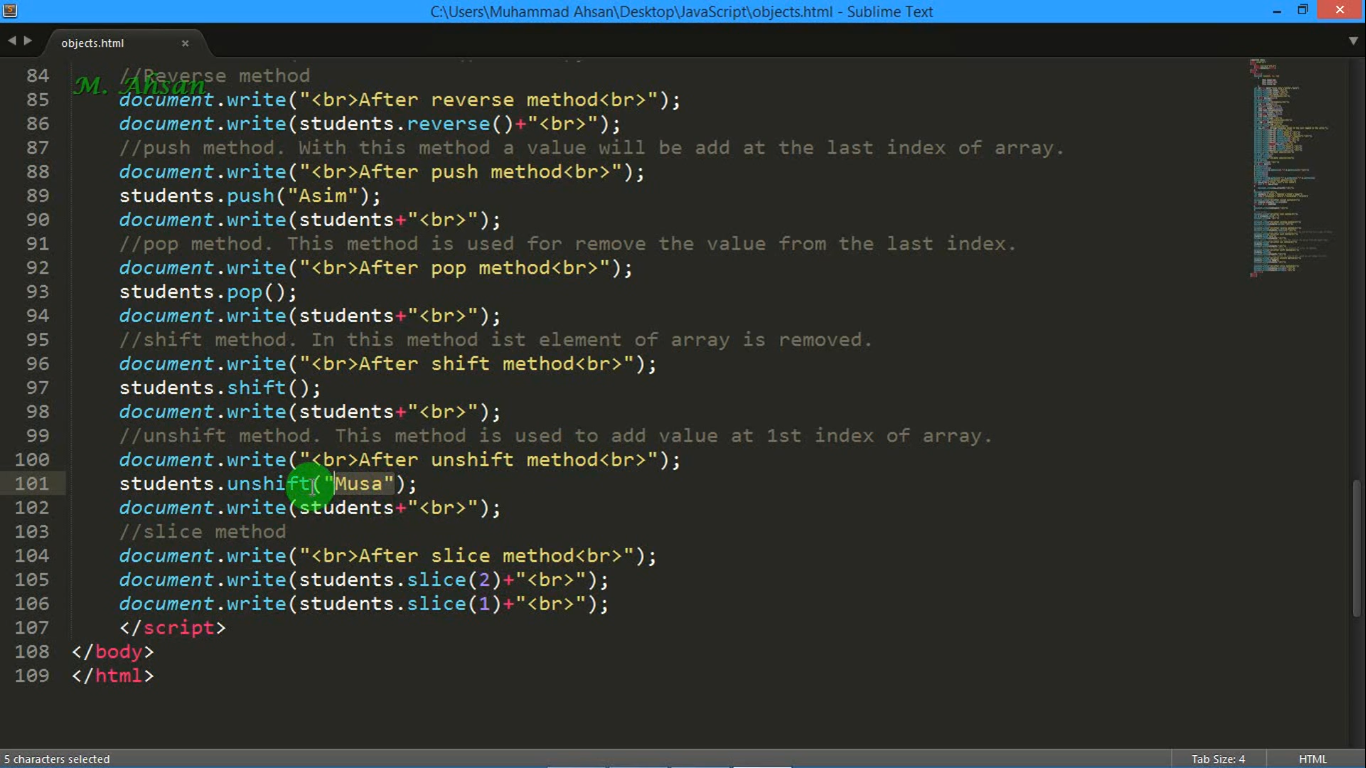 C:\Users\Muhammad Ahsan\Desktop\JavaScript\objects.html - Sublime Text
objects.html
M. Ahsan
84 //Reverse method
85 document.write("<br>After reverse method<br>");
86 document.write(students.reverse()+"<br>");
87 //push method. With this method a value will be add at the last index of array.
88 document.write("<br>After push method<br>");
89 students.push("Asim");
90 document.write(students+"<br>");
91 //pop method. This method is used for remove the value from the last index.
92 document.write("<br>After pop method<br>");
93 students.pop();
94 document.write(students+"<br>");
95 //shift method. In this method ist element of array is removed.
96 document.write("<br>After shift method<br>");
97 students.shift();
98 document.write(students+"<br>");
99 //unshift method. This method is used to add value at 1st index of array.
100 document.write("<br>After unshift method<br>");
101 students.unshift("Musa");
102 document.write(students+"<br>");
103 //slice method
104 document.write("<br>After slice method<br>");
105 document.write(students.slice(2)+"<br>");
106 document.write(students.slice(1)+"<br>");
107 </script>
108 </body>
109 </html>
5 characters selected
Tab Size: 4
HTML